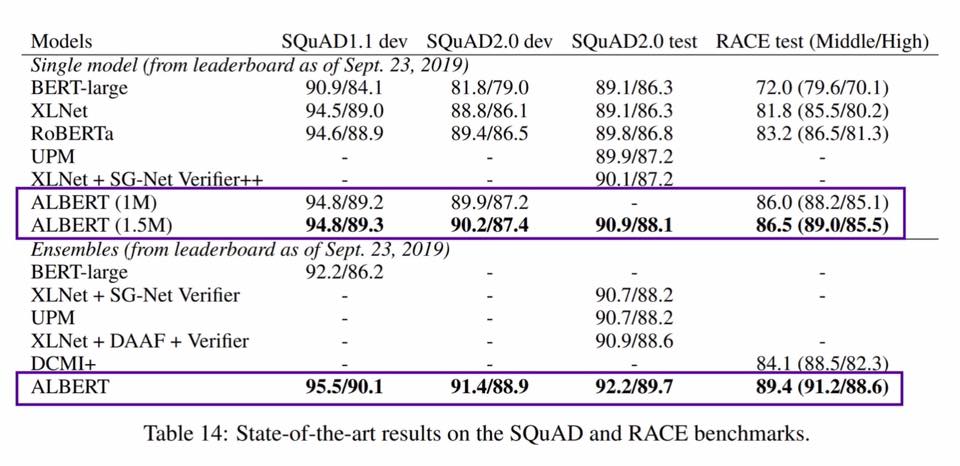 Models SQuAD1.1 dev SQuAD2.0 dev SQuAD2.0 test RACE test (Middle/High)
Single model (from leaderboard as of Sept. 23, 2019)
BERT-large 90.9/84.1 81.8/79.0 89.1/86.3 72.0 (79.6/70.1)
XLNet 94.5/89.0 88.8/86.1 89.1/86.3 81.8 (85.5/80.2)
RoBERTa 94.6/88.9 89.4/86.5 89.8/86.8 83.2 (86.5/81.3)
UPM - - 89.9/87.2 -
XLNet + SG-Net Verifier++ - - 90.1/87.2 -
ALBERT (1M) 94.8/89.2 89.9/87.2 - 86.0 (88.2/85.1)
ALBERT (1.5M) 94.8/89.3 90.2/87.4 90.9/88.1 86.5 (89.0/85.5)
Ensembles (from leaderboard as of Sept. 23, 2019)
BERT-large 92.2/86.2 - - -
XLNet + SG-Net Verifier - - 90.7/88.2 -
UPM - - 90.7/88.2
XLNet + DAAF + Verifier - - 90.9/88.6 -
DCMI+ - - - 84.1 (88.5/82.3)
ALBERT 95.5/90.1 91.4/88.9 92.2/89.7 89.4 (91.2/88.6)
Table 14: State-of-the-art results on the SQuAD and RACE benchmarks.